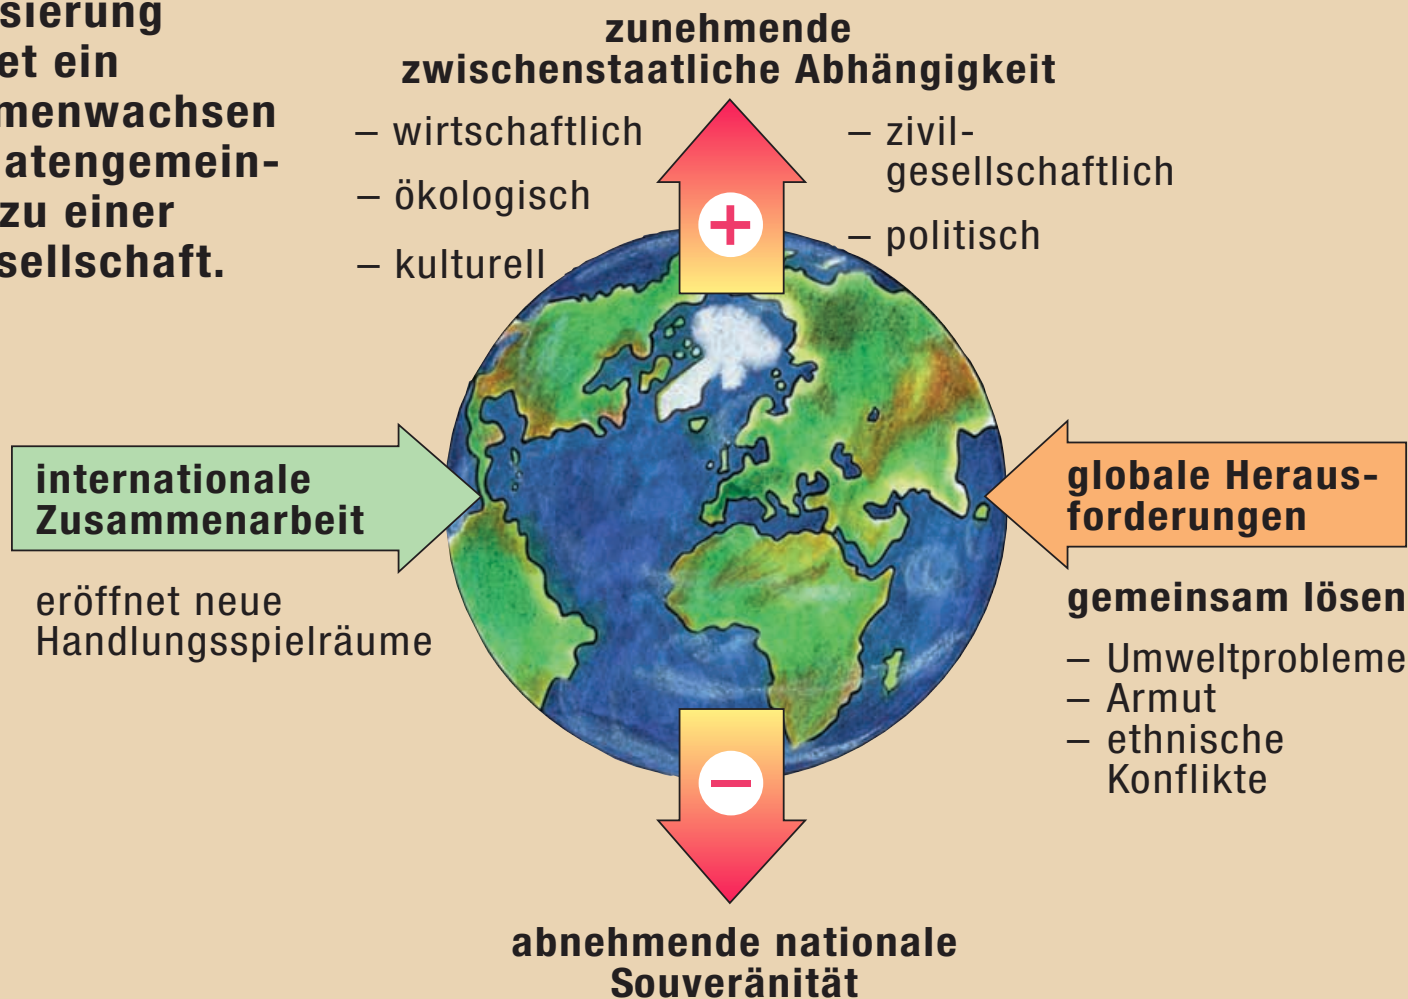 sierung
et ein
menwachsen
atengemein-
zu einer
sellschaft.
zunehmende
zwischenstaatliche Abhängigkeit
– wirtschaftlich
– ökologisch
– kulturell
– zivil-
gesellschaftlich
– politisch
+
internationale
Zusammenarbeit
eröffnet neue
Handlungsspielräume
globale Heraus-
forderungen
gemeinsam lösen
– Umweltprobleme
– Armut
– ethnische
Konflikte
–
abnehmende nationale
Souveränität